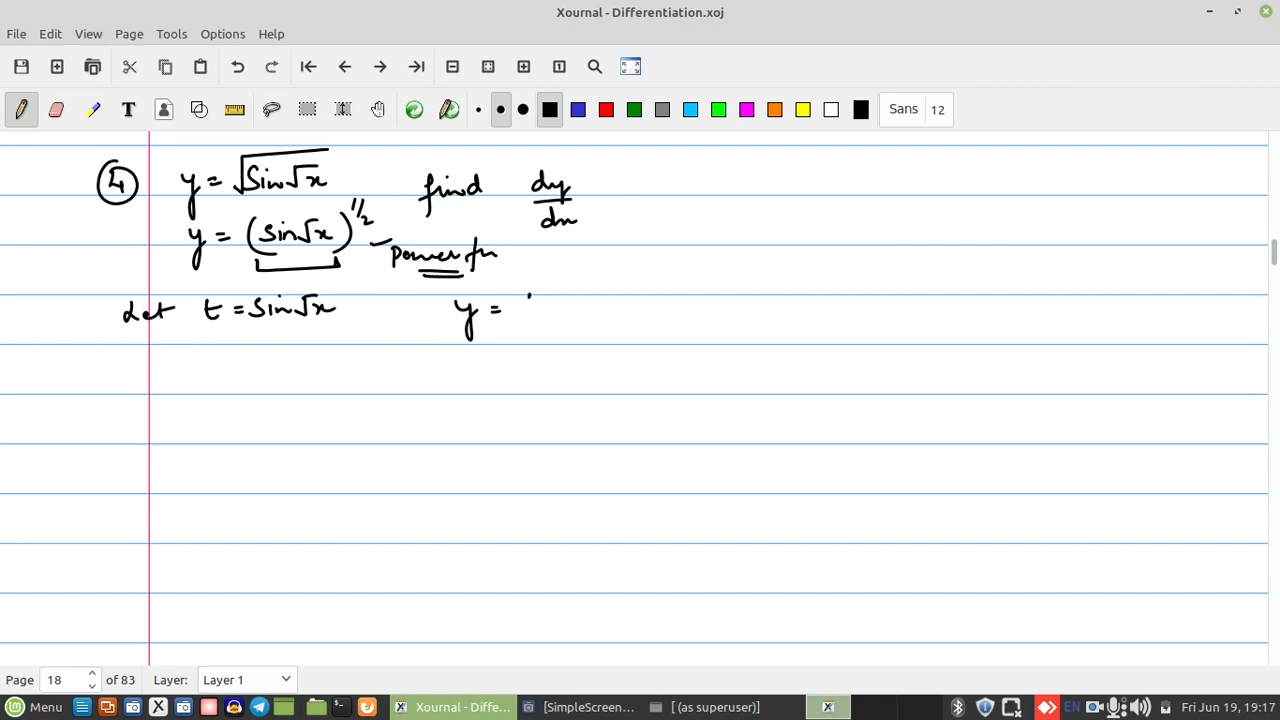 Xournal - Differentiation.xoj
File Edit View Page Tools Options Help
Sans 12
④ y = √(Sin√x) find dy/dx
y = (sin√x)^1/2 - Power fn
Let t = Sin√x y =
Page 18 of 83 Layer: Layer 1
Menu Xournal - Diffe... [SimpleScreen... [ (as superuser)] EN Fri Jun 19, 19:17